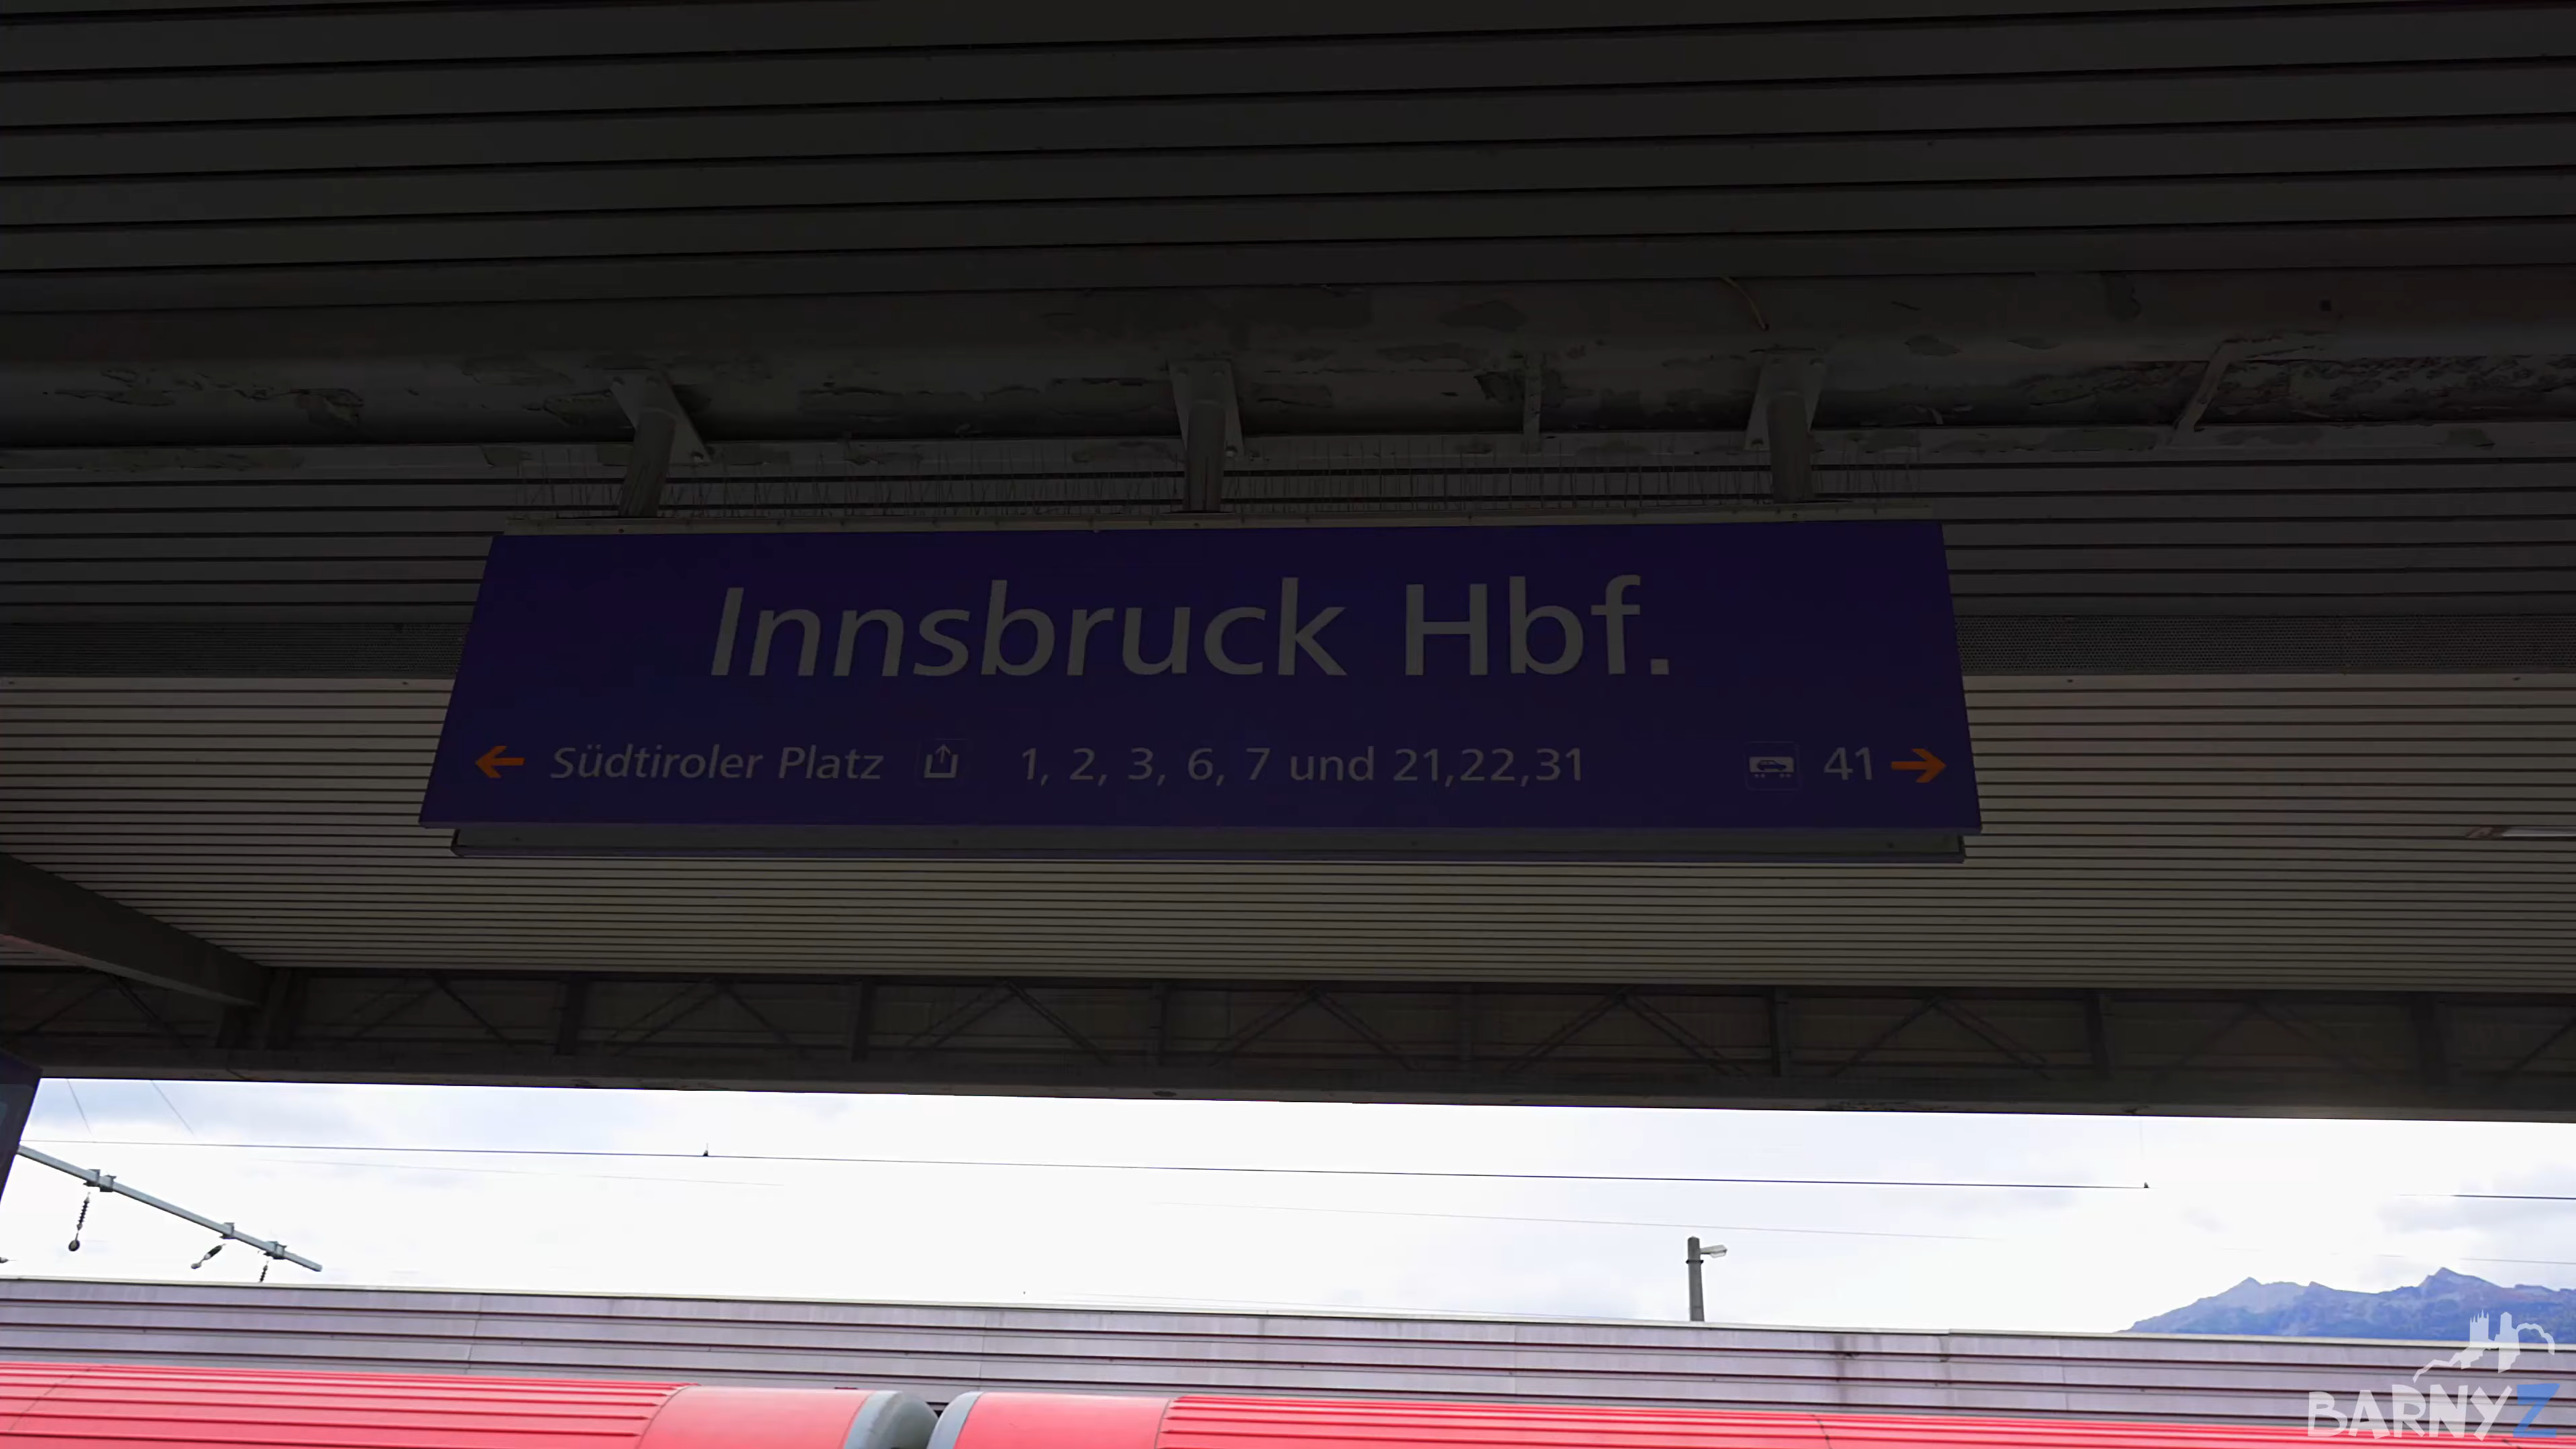 Innsbruck Hbf.
← Südtiroler Platz 1, 2, 3, 6, 7 und 21,22,31 41 →
BARNYZ